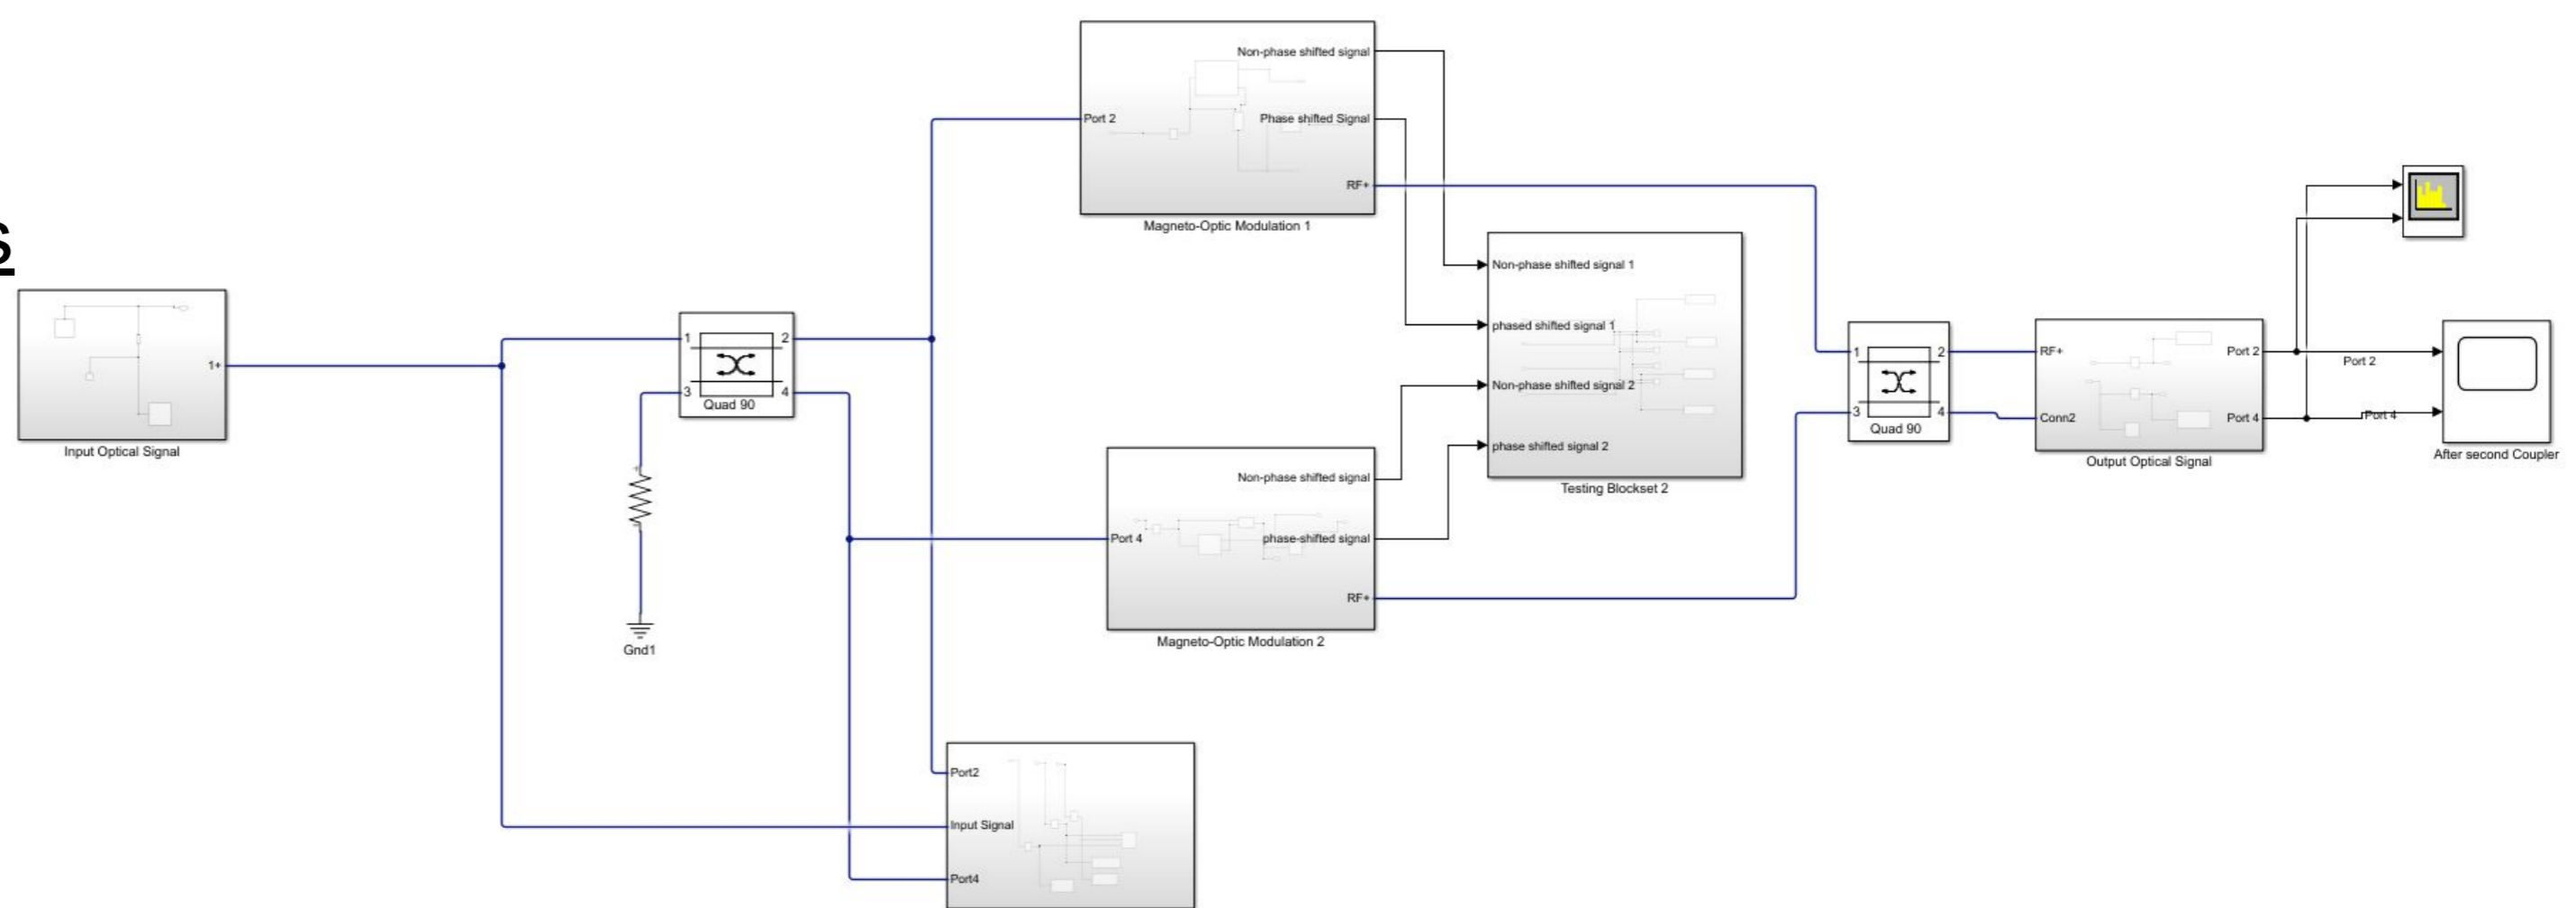 S
Input Optical Signal
1+
1
2
3
4
Quad 90
Gnd1
Non-phase shifted signal
Port 2
Phase shifted Signal
RF+
Magneto-Optic Modulation 1
Non-phase shifted signal 1
phased shifted signal 1
Non-phase shifted signal 2
phase shifted signal 2
Testing Blockset 2
Non-phase shifted signal
Port 4
phase-shifted signal
RF+
Magneto-Optic Modulation 2
Port2
Input Signal
Port4
1
2
3
4
Quad 90
RF+
Port 2
Conn2
Port 4
Output Optical Signal
Port 2
Port 4
After second Coupler